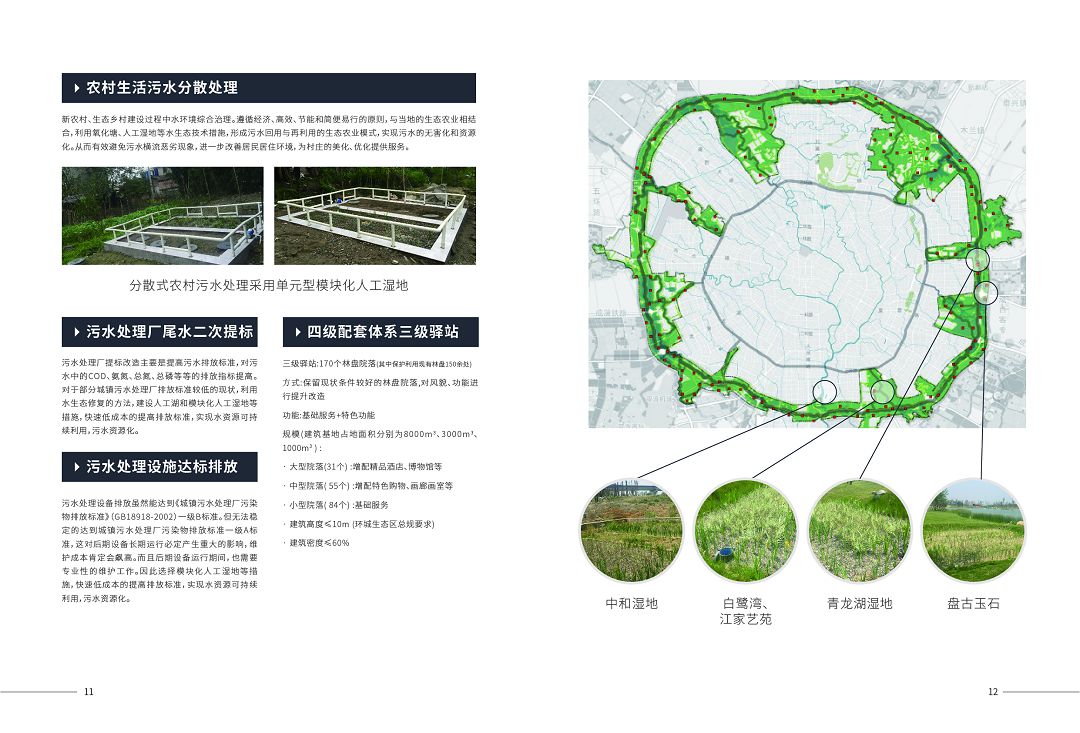 农村生活污水分散处理
新农村、生态乡村建设过程中水环境综合治理。遵循经济、高效、节能和简便易行的原则，与当地的生态农业相结
合，利用氧化塘、人工湿地等水生态技术措施，形成污水回用与再利用的生态农业模式，实现污水的无害化和资源
化。从而有效避免污水横流恶劣现象，进一步改善居民居住环境，为村庄的美化、优化提供服务。
分散式农村污水处理采用单元型模块化人工湿地
污水处理厂尾水二次提标
污水处理厂提标改造主要是提高污水排放标准，对污
水中的COD、氨氮、总氮、总磷等等的排放指标提高。
对于部分城镇污水处理厂排放标准较低的现状，利用
水生态修复的方法，建设人工湖和模块化人工湿地等
措施，快速低成本的提高排放标准，实现水资源可持
续利用，污水资源化。
污水处理设施达标排放
污水处理设备排放虽然能达到《城镇污水处理厂污染
物排放标准》（GB18918-2002）一级B标准。但无法稳
定的达到城镇污水处理厂污染物排放标准一级A标
准，这对后期设备长期运行必定产生重大的影响，维
护成本肯定会飙高。而且后期设备运行期间，也需要
专业性的维护工作。因此选择模块化人工湿地等措
施，快速低成本的提高排放标准，实现水资源可持续
利用，污水资源化。
四级配套体系三级驿站
三级驿站:170个林盘院落(其中保护利用现有林盘150余处)
方式:保留现状条件较好的林盘院落,对风貌、功能进
行提升改造
功能:基础服务+特色功能
规模(建筑基地占地面积分别为8000m³、3000m³、
1000m² ) :
· 大型院落(31个) :增配精品酒店、博物馆等
· 中型院落( 55个) :增配特色购物、画廊画室等
· 小型院落( 84个) :基础服务
· 建筑高度≤10m (环城生态区总规要求)
· 建筑密度≤60%
中和湿地
白鹭湾、
江家艺苑
青龙湖湿地
盘古玉石
11
12